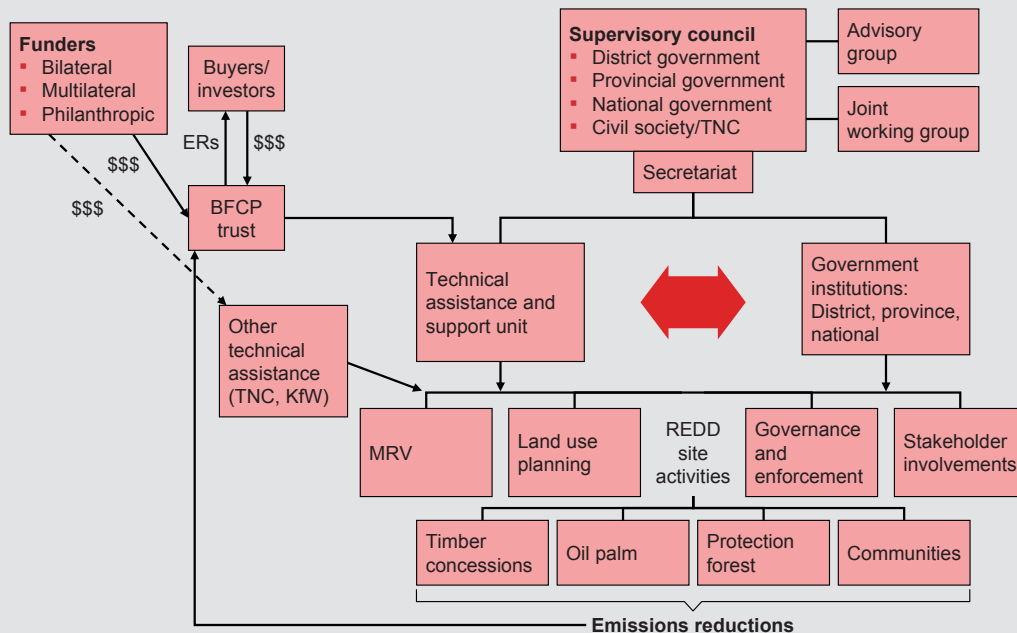 Funders
▪ Bilateral
▪ Multilateral
▪ Philanthropic
Buyers/
investors
Supervisory council
▪ District government
▪ Provincial government
▪ National government
▪ Civil society/TNC
Advisory
group
Joint
working group
Secretariat
$$$
$$$
ERs
$$$
BFCP
trust
Technical
assistance and
support unit
Government
institutions:
District, province,
national
Other
technical
assistance
(TNC, KfW)
MRV
Land use
planning
REDD
site
activities
Governance
and
enforcement
Stakeholder
involvements
Timber
concessions
Oil palm
Protection
forest
Communities
Emissions reductions